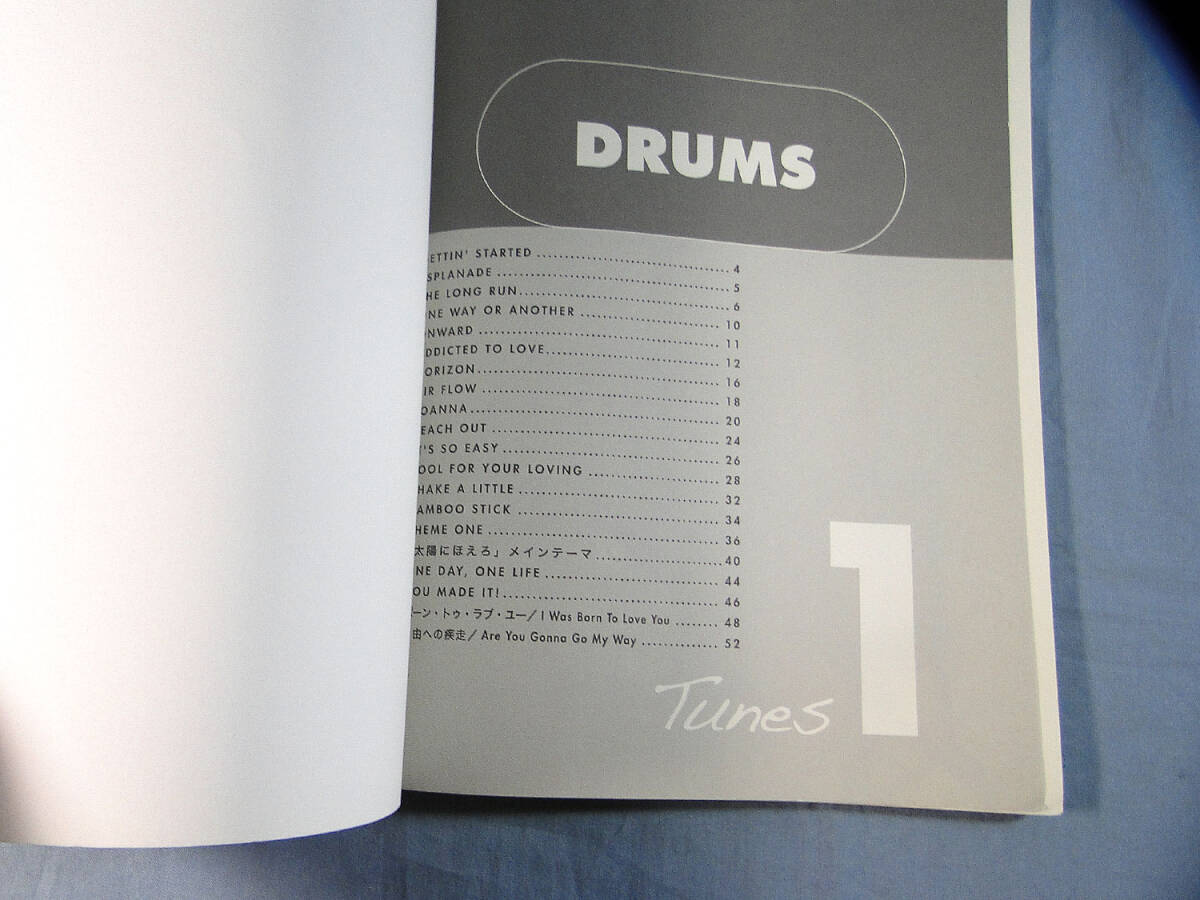 DRUMS
ETTIN' STARTED 4
SPLANADE 5
HE LONG RUN 6
NE WAY OR ANOTHER 10
NWARD 11
DDICTED TO LOVE 12
ORIZON 16
IR FLOW 18
OANNA 20
EACH OUT 24
'S SO EASY 26
OOL FOR YOUR LOVING 28
HAKE A LITTLE 32
AMBOO STICK 34
HEME ONE 36
太陽にほえろ」メインテーマ 40
NE DAY, ONE LIFE 44
OU MADE IT! 46
ーン・トゥ・ラブ・ユー/I Was Born To Love You 48
由への疾走/Are You Gonna Go My Way 52
Tunes 1